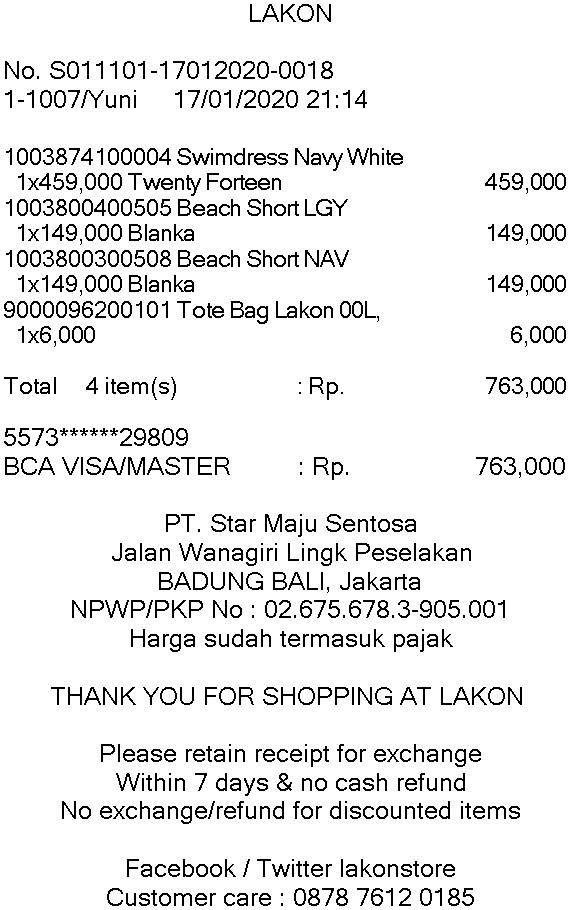 LAKON
No. S011101-17012020-0018
1-1007/Yuni 17/01/2020 21:14
1003874100004 Swimdress Navy White
1x459,000 Twenty Forteen 459,000
1003800400505 Beach Short LGY
1x149,000 Blanka 149,000
1003800300508 Beach Short NAV
1x149,000 Blanka 149,000
9000096200101 Tote Bag Lakon 00L,
1x6,000 6,000
Total 4 item(s) : Rp. 763,000
5573******29809
BCA VISA/MASTER : Rp. 763,000
PT. Star Maju Sentosa
Jalan Wanagiri Lingk Peselakan
BADUNG BALI, Jakarta
NPWP/PKP No : 02.675.678.3-905.001
Harga sudah termasuk pajak
THANK YOU FOR SHOPPING AT LAKON
Please retain receipt for exchange
Within 7 days & no cash refund
No exchange/refund for discounted items
Facebook / Twitter lakonstore
Customer care : 0878 7612 0185